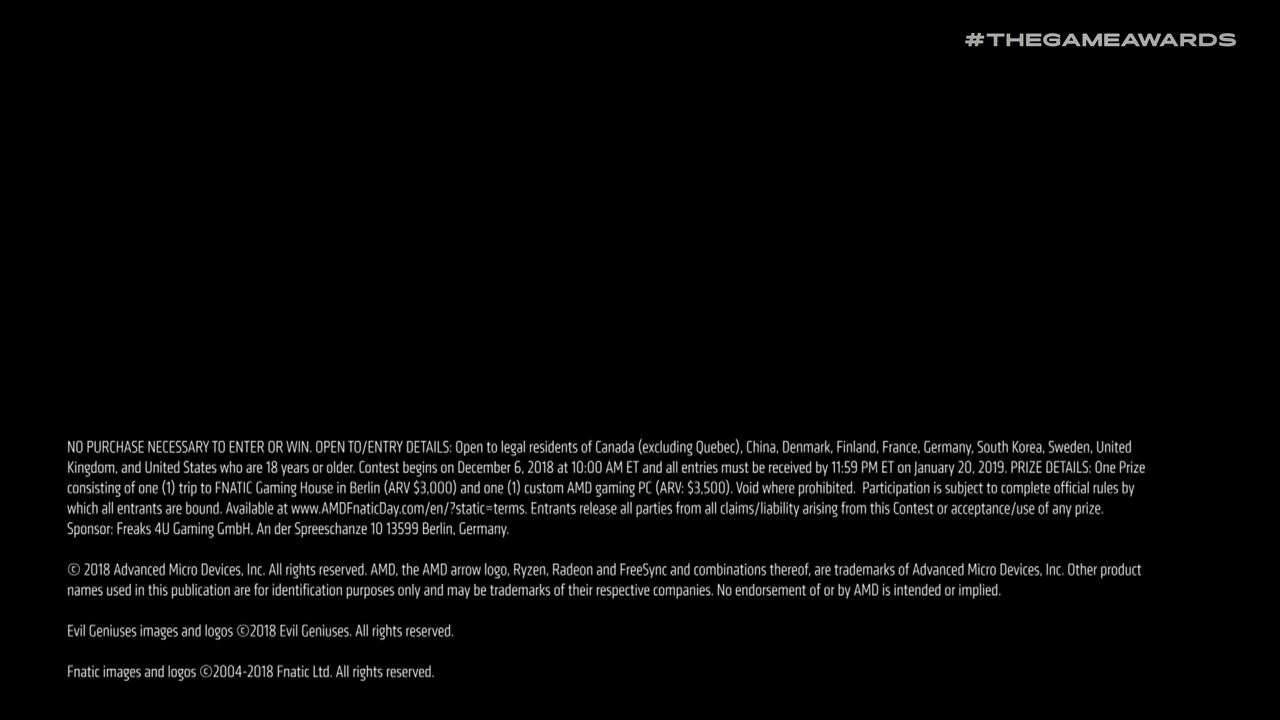 #THEGAMEAWARDS
NO PURCHASE NECESSARY TO ENTER OR WIN. OPEN TO/ENTRY DETAILS: Open to legal residents of Canada (excluding Quebec), China, Denmark, Finland, France, Germany, South Korea, Sweden, United
Kingdom, and United States who are 18 years or older. Contest begins on December 6, 2018 at 10:00 AM ET and all entries must be received by 11:59 PM ET on January 20, 2019. PRIZE DETAILS: One Prize
consisting of one (1) trip to FNATIC Gaming House in Berlin (ARV $3,000) and one (1) custom AMD gaming PC (ARV: $3,500). Void where prohibited.  Participation is subject to complete official rules by
which all entrants are bound. Available at www.AMDFnaticDay.com/en/?static=terms. Entrants release all parties from all claims/liability arising from this Contest or acceptance/use of any prize.
Sponsor: Freaks 4U Gaming GmbH, An der Spreeschanze 10 13599 Berlin, Germany.
© 2018 Advanced Micro Devices, Inc. All rights reserved. AMD, the AMD arrow logo, Ryzen, Radeon and FreeSync and combinations thereof, are trademarks of Advanced Micro Devices, Inc. Other product
names used in this publication are for identification purposes only and may be trademarks of their respective companies. No endorsement of or by AMD is intended or implied.
Evil Geniuses images and logos ©2018 Evil Geniuses. All rights reserved.
Fnatic images and logos ©2004-2018 Fnatic Ltd. All rights reserved.